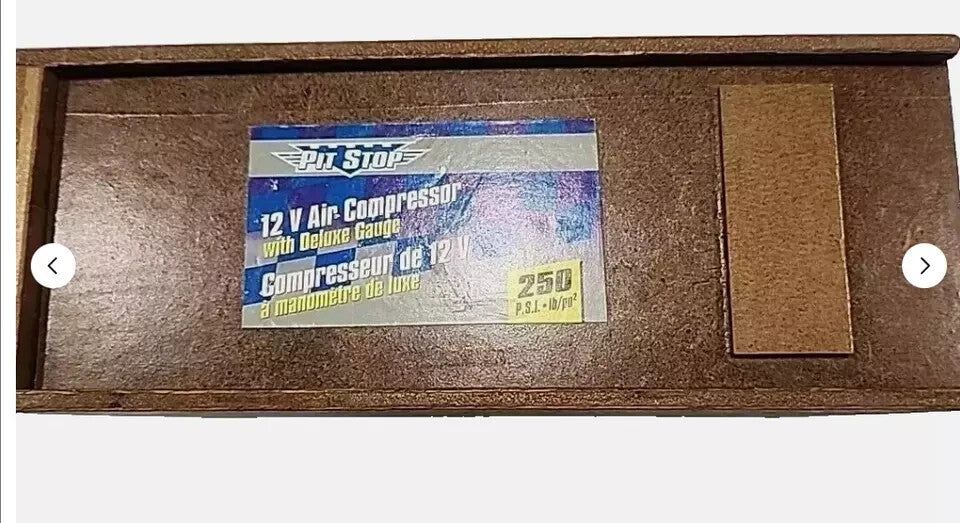 PIT STOP
12 V Air Compressor
with Deluxe Gauge
Compresseur de 12 V
à manomètre de luxe
250
P.S.I. • lb/po²